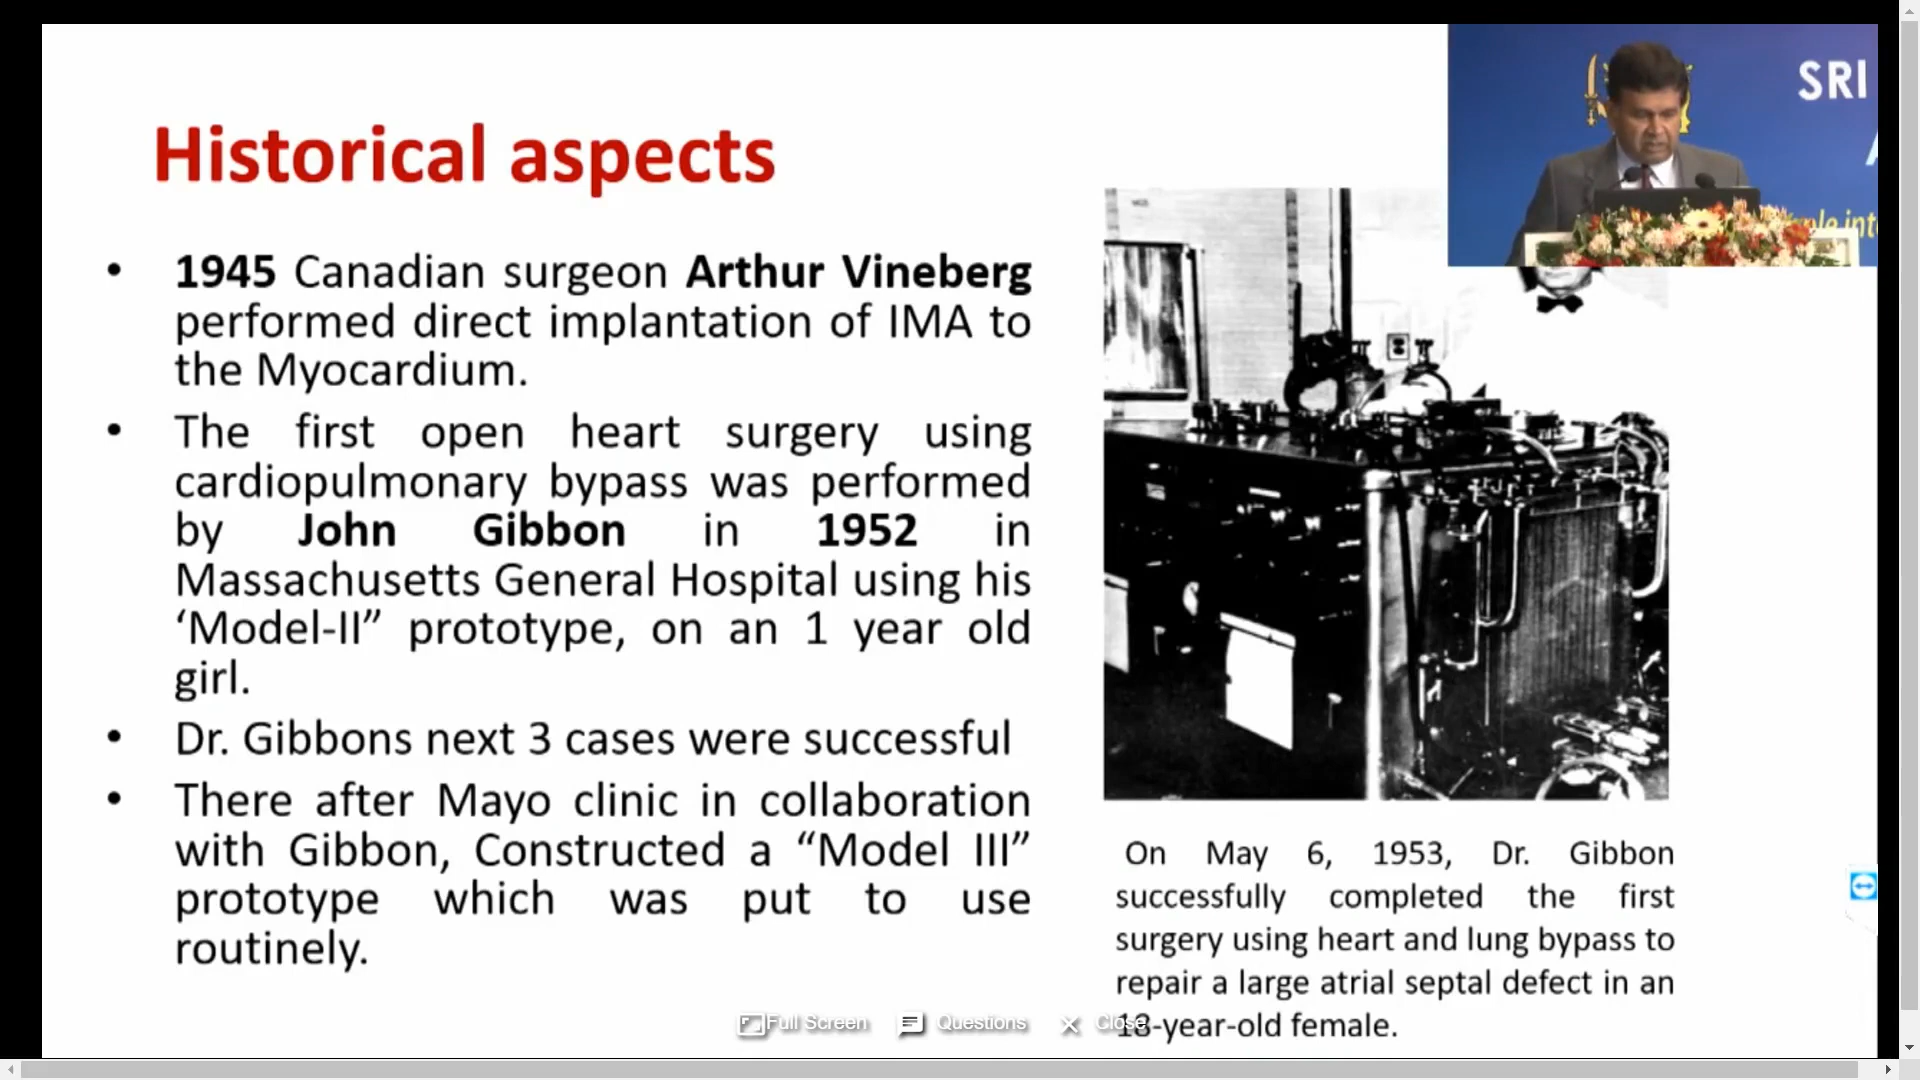 SRI
Historical aspects
• 1945 Canadian surgeon Arthur Vineberg
performed direct implantation of IMA to
the Myocardium.
• The first open heart surgery using
cardiopulmonary bypass was performed
by John Gibbon in 1952 in
Massachusetts General Hospital using his
‘Model-II” prototype, on an 1 year old
girl.
• Dr. Gibbons next 3 cases were successful
• There after Mayo clinic in collaboration
with Gibbon, Constructed a “Model III”
prototype which was put to use
routinely.
On May 6, 1953, Dr. Gibbon
successfully completed the first
surgery using heart and lung bypass to
repair a large atrial septal defect in an
18-year-old female.
Full Screen Questions Close